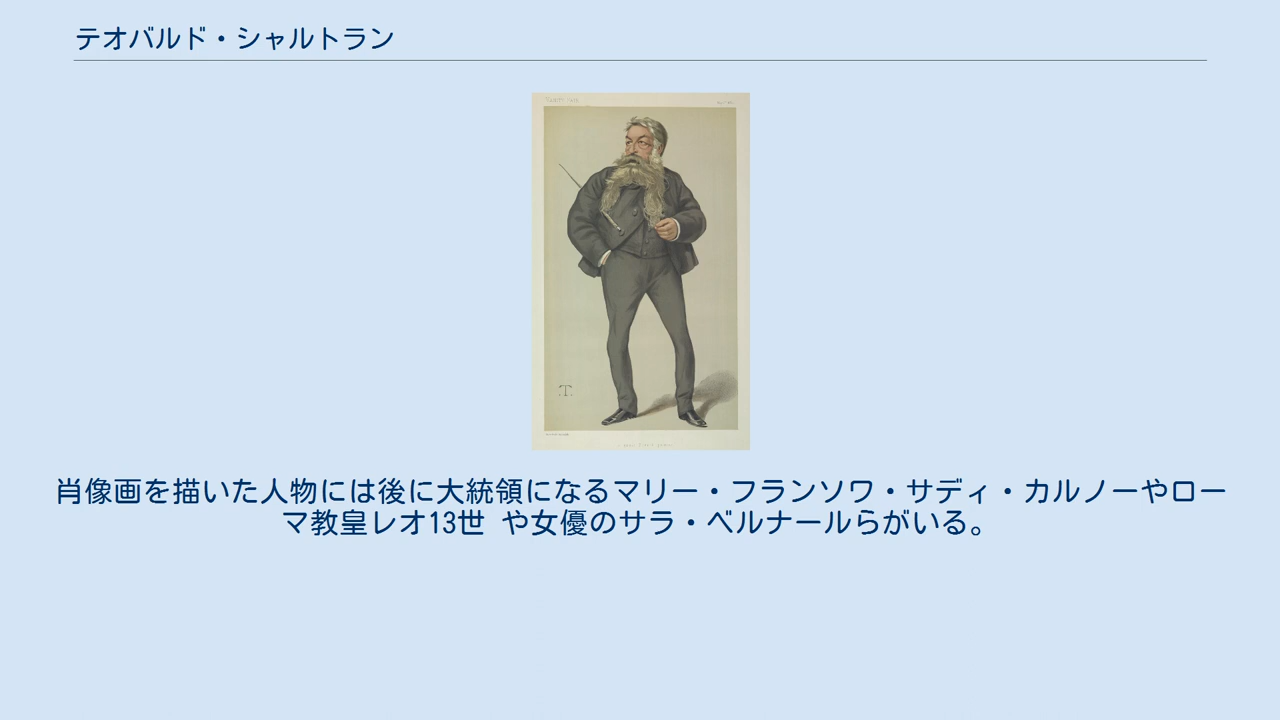 テオバルド・シャルトラン
肖像画を描いた人物には後に大統領になるマリー・フランソワ・サディ・カルノーやロー
マ教皇レオ13世 や女優のサラ・ベルナールらがいる。
T